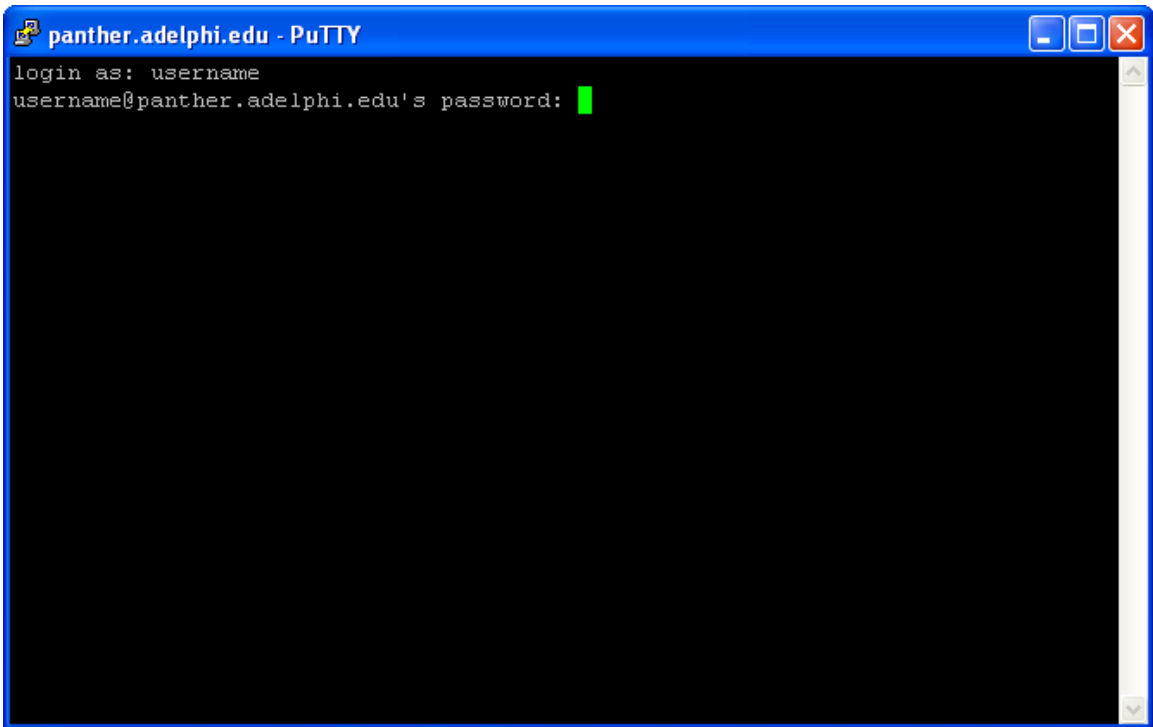 panther.adelphi.edu - PuTTY
login as: username
username@panther.adelphi.edu's password: